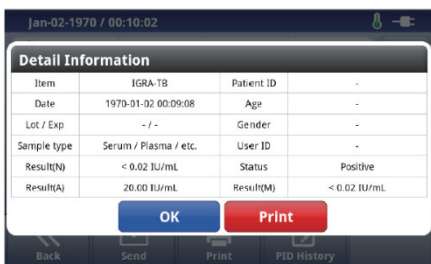 Jan-02-1970 / 00:10:02
Detail Information
Item IGRA-TB Patient ID -
Date 1970-01-02 00:09:08 Age -
Lot / Exp - / - Gender -
Sample type Serum / Plasma / etc. User ID -
Result(N) < 0.02 IU/mL Status Positive
Result(A) 20.00 IU/mL Result(M) < 0.02 IU/mL
OK Print
Back Send Print PID History